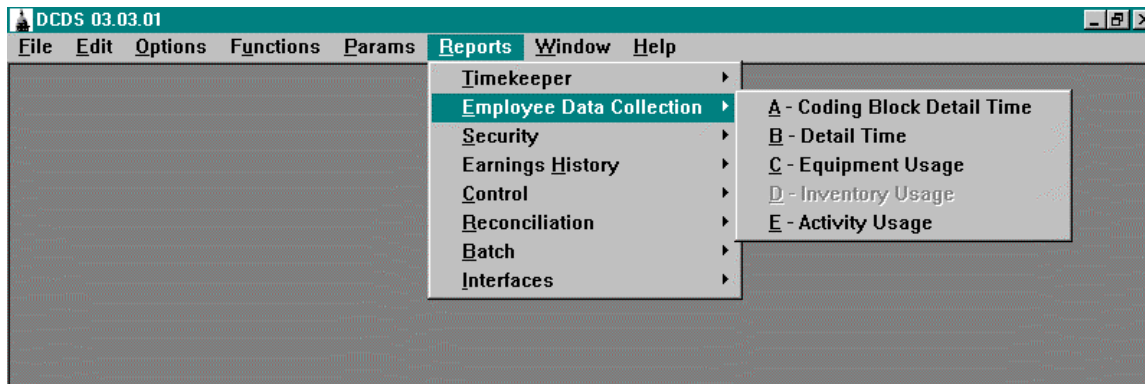 DCDS 03.03.01
File Edit Options Functions Params Reports Window Help
Timekeeper
Employee Data Collection
Security
Earnings History
Control
Reconciliation
Batch
Interfaces
A - Coding Block Detail Time
B - Detail Time
C - Equipment Usage
D - Inventory Usage
E - Activity Usage